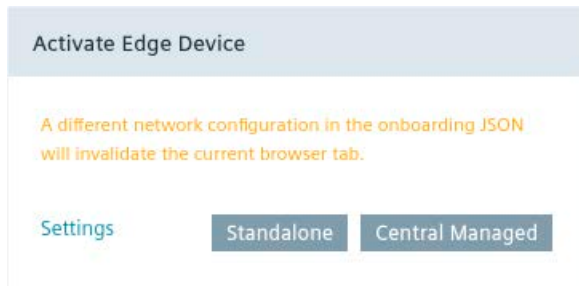 Activate Edge Device
A different network configuration in the onboarding JSON
will invalidate the current browser tab.
Settings Standalone Central Managed